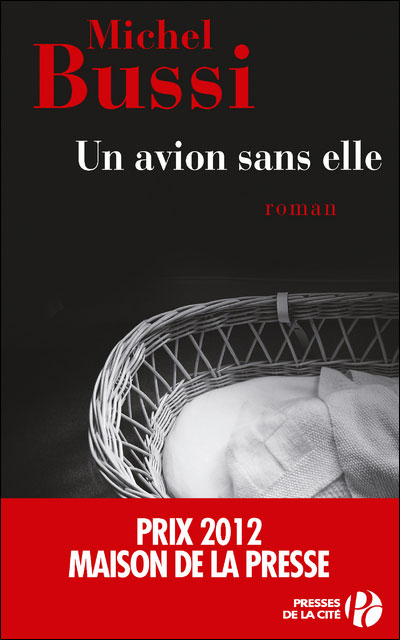 Michel
Bussi
Un avion sans elle
roman
PRIX 2012
MAISON DE LA PRESSE
PRESSES
DE LA CITÉ